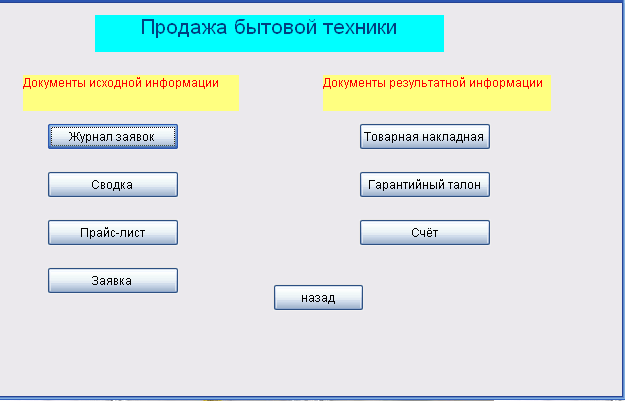 Продажа бытовой техники
Документы исходной информации
Документы результатной информации
Журнал заявок
Товарная накладная
Сводка
Гарантийный талон
Прайс-лист
Счёт
Заявка
назад